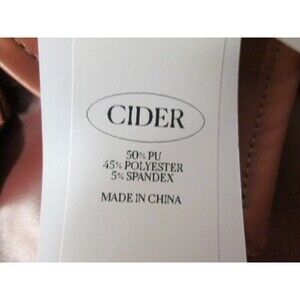 CIDER
50% PU
45% POLYESTER
5% SPANDEX
MADE IN CHINA